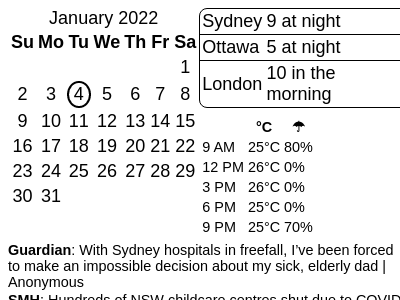 January 2022
Su Mo Tu We Th Fr Sa
1
2 3 4 5 6 7 8
9 10 11 12 13 14 15
16 17 18 19 20 21 22
23 24 25 26 27 28 29
30 31
Sydney 9 at night
Ottawa 5 at night
London 10 in the
morning
°C ☂
9 AM 25°C 80%
12 PM 26°C 0%
3 PM 26°C 0%
6 PM 25°C 0%
9 PM 25°C 70%
Guardian: With Sydney hospitals in freefall, I've been forced
to make an impossible decision about my sick, elderly dad |
Anonymous
SMH: Hundreds of NSW childcare centres shut due to COVID